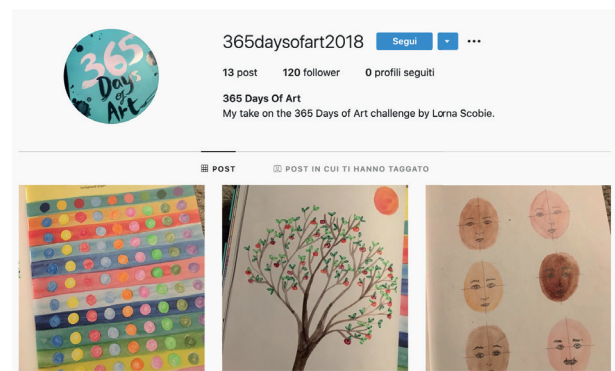 365 Days of Art
365daysofart2018 Segui
13 post 120 follower 0 profili seguiti
365 Days Of Art
My take on the 365 Days of Art challenge by Lorna Scobie.
POST POST IN CUI TI HANNO TAGGATO